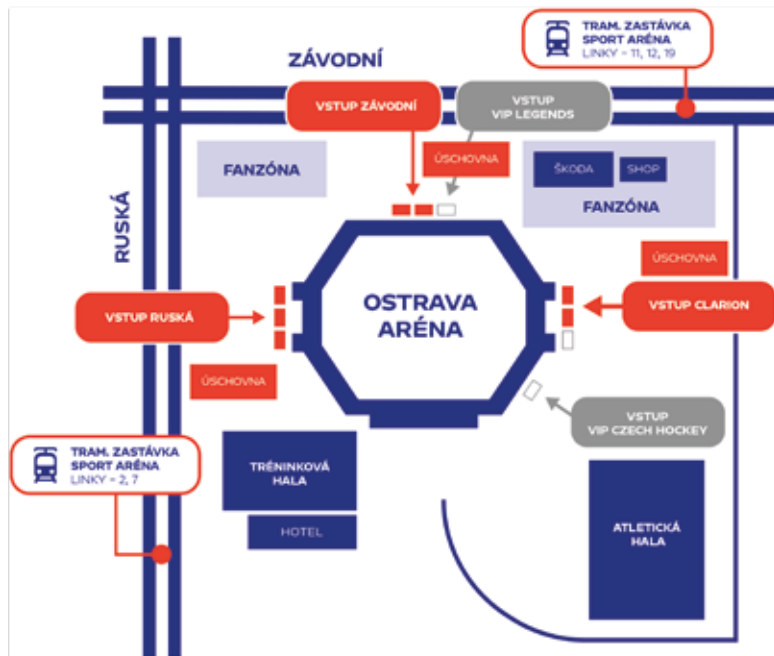 TRAM. ZASTÁVKA
SPORT ARÉNA
LINKY – 11, 12, 19
ZÁVODNÍ
VSTUP ZÁVODNÍ
VSTUP
VIP LEGENDS
ÚSCHOVNA
FANZÓNA
ŠKODA
SHOP
FANZÓNA
RUSKÁ
ÚSCHOVNA
OSTRAVA
ARÉNA
VSTUP RUSKÁ
VSTUP CLARION
ÚSCHOVNA
VSTUP
VIP CZECH HOCKEY
TRAM. ZASTÁVKA
SPORT ARÉNA
LINKY – 2, 7
TRÉNINKOVÁ
HALA
HOTEL
ATLETICKÁ
HALA